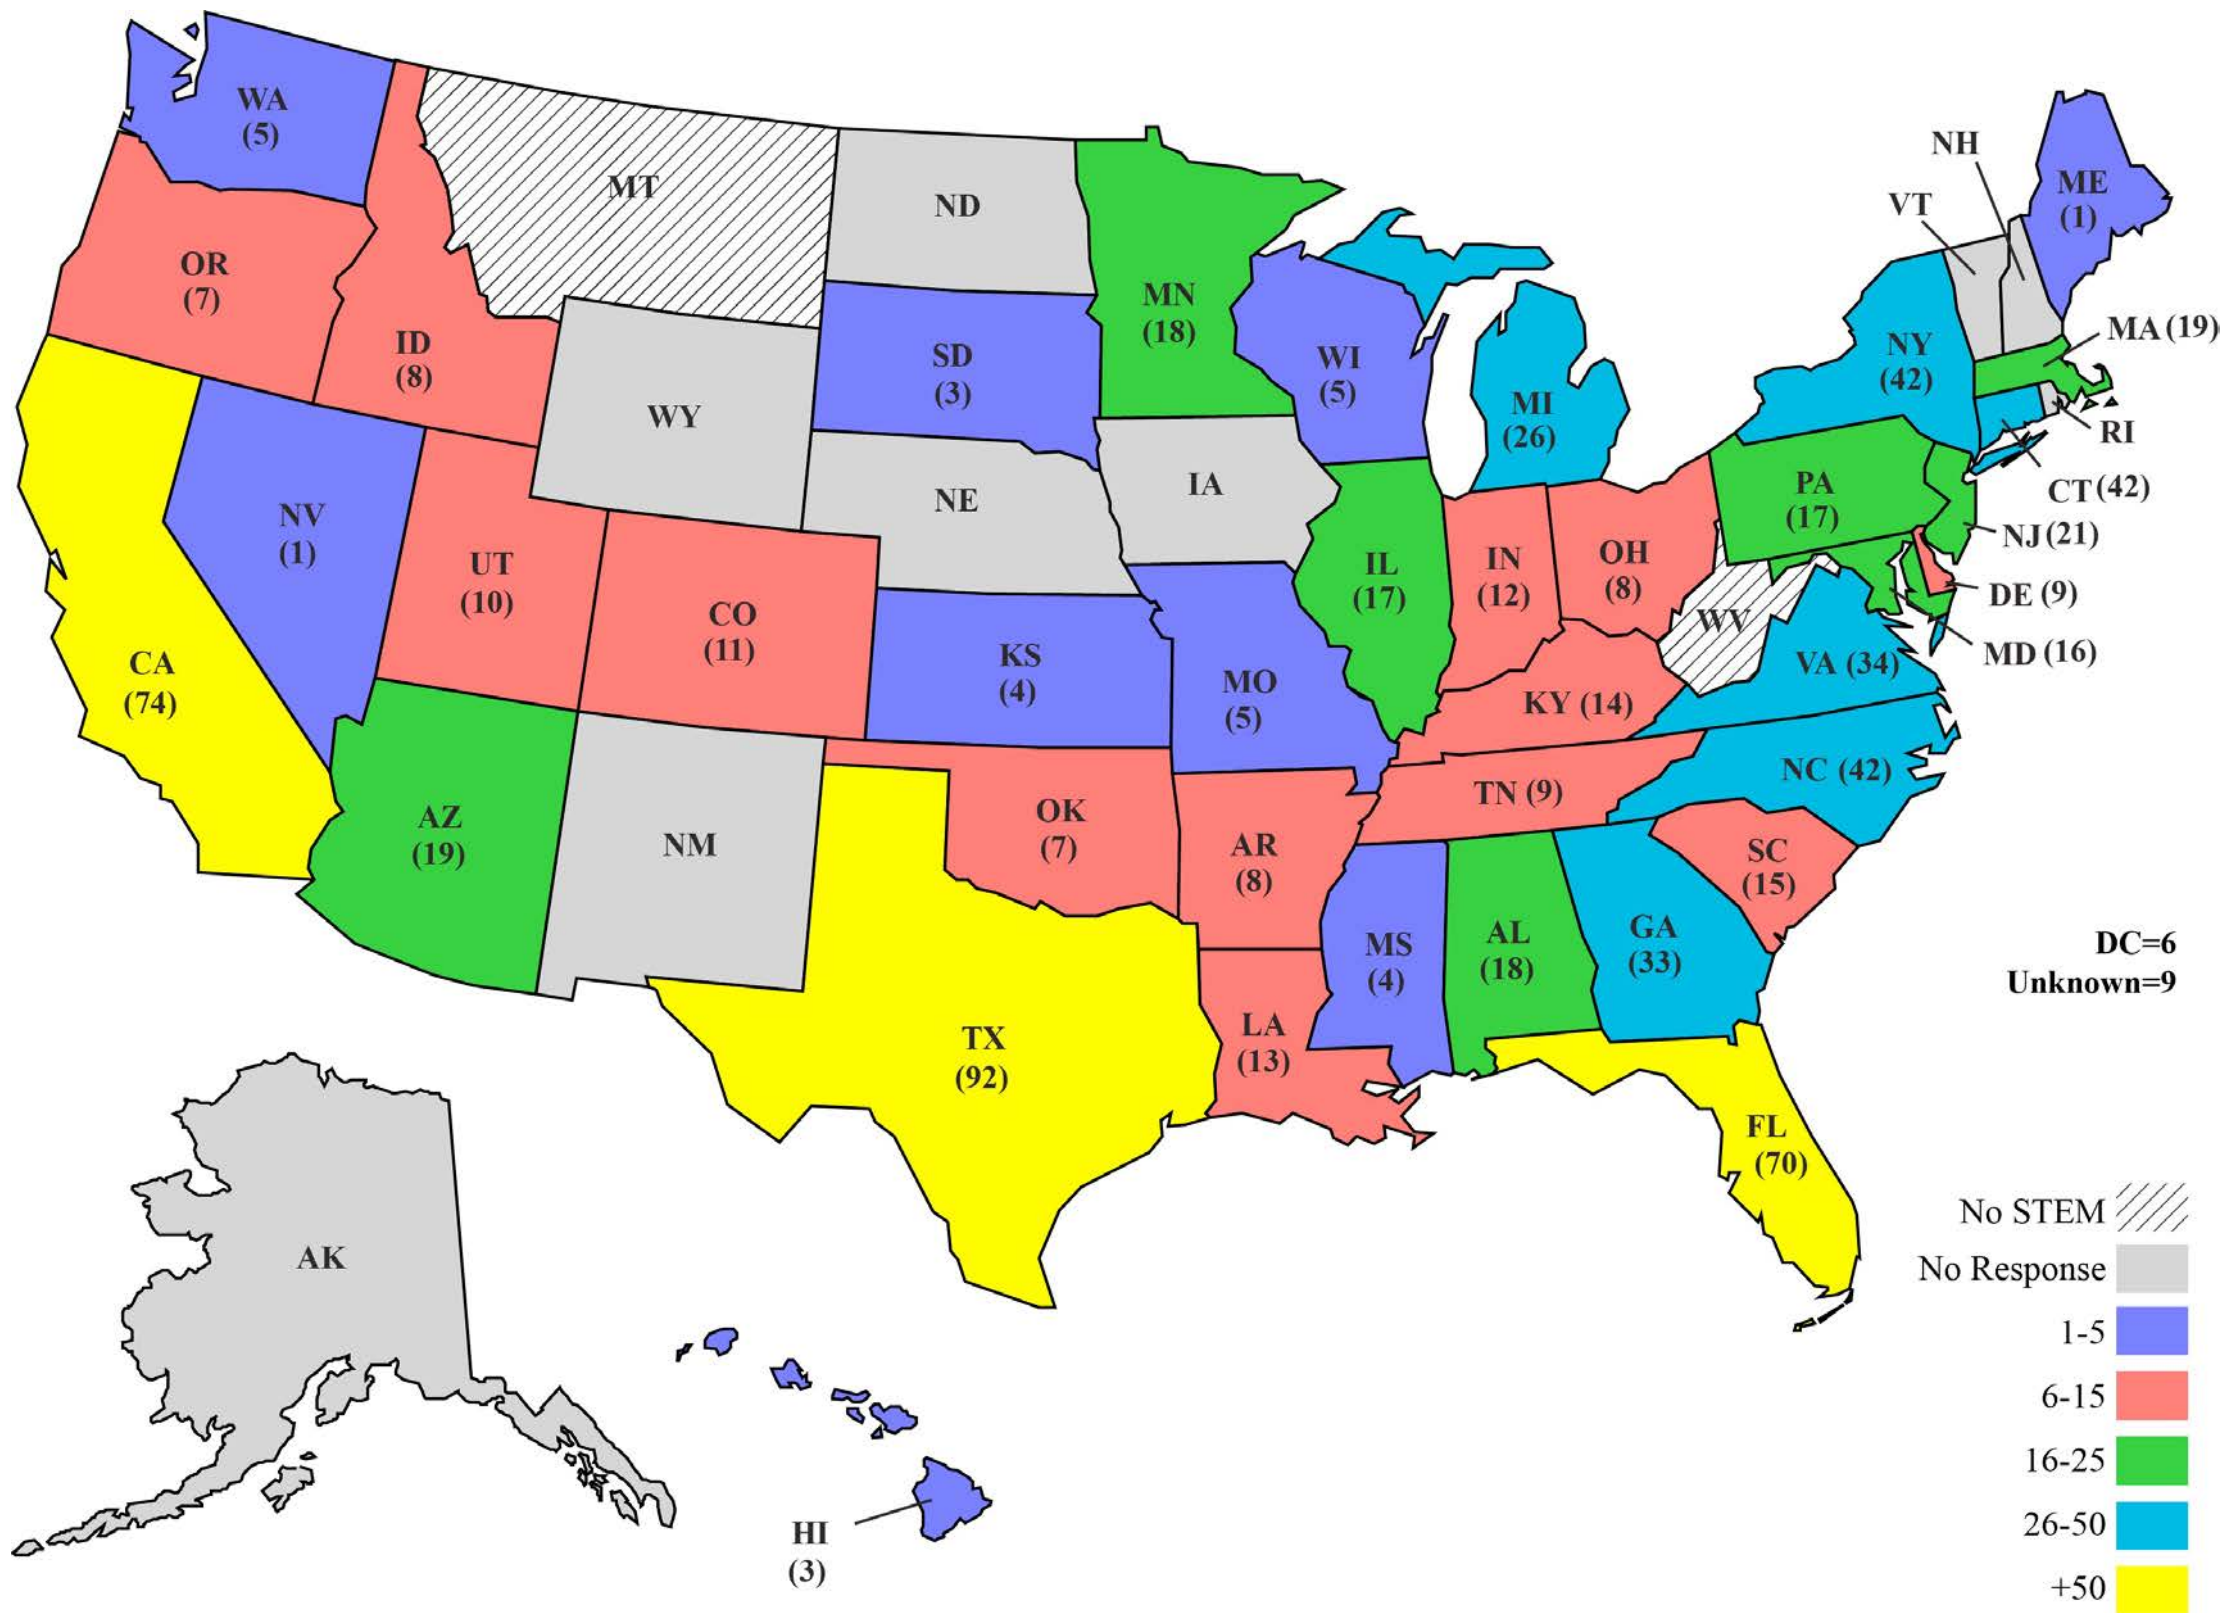 WA
(5)
MT
ND
NH
VT
ME
(1)
OR
(7)
ID
(8)
MN
(18)
SD
(3)
WI
(5)
MI
(26)
NY
(42)
MA (19)
RI
CT (42)
WY
NE
IA
PA
(17)
NJ (21)
NV
(1)
UT
(10)
CO
(11)
IL
(17)
IN
(12)
OH
(8)
DE (9)
WV
MD (16)
CA
(74)
KS
(4)
MO
(5)
VA (34)
KY (14)
NC (42)
TN (9)
AZ
(19)
NM
OK
(7)
AR
(8)
SC
(15)
MS
(4)
AL
(18)
GA
(33)
DC=6
Unknown=9
TX
(92)
LA
(13)
FL
(70)
AK
HI
(3)
No STEM
No Response
1-5
6-15
16-25
26-50
+50